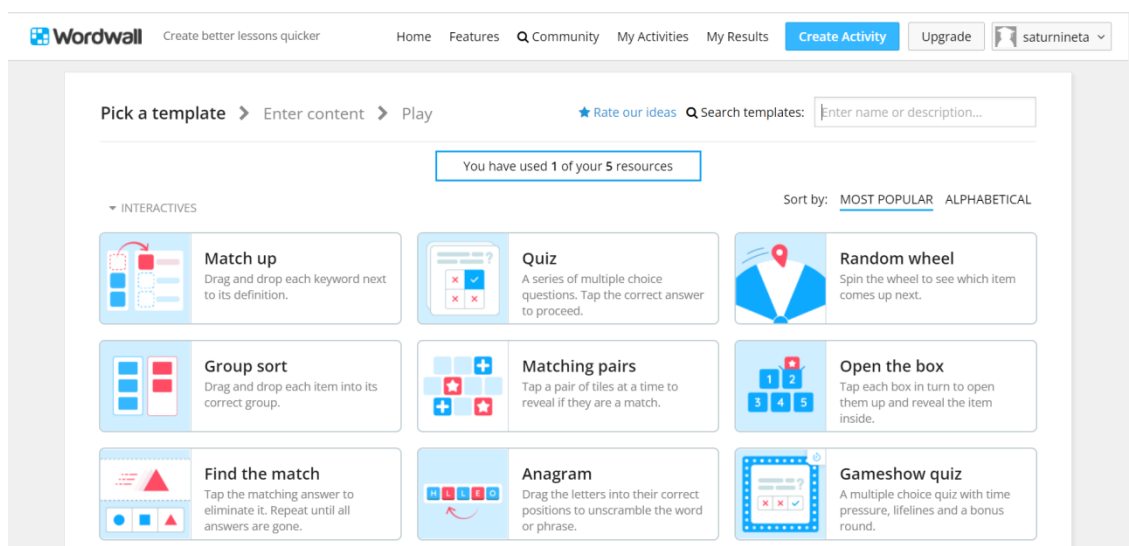 Wordwall Create better lessons quicker Home Features Community My Activities My Results Create Activity Upgrade saturnineta
Pick a template Enter content Play Rate our ideas Search templates: Enter name or description...
You have used 1 of your 5 resources
INTERACTIVES Sort by: MOST POPULAR ALPHABETICAL
Match up
Drag and drop each keyword next
to its definition.
Quiz
A series of multiple choice
questions. Tap the correct answer
to proceed.
Random wheel
Spin the wheel to see which item
comes up next.
Group sort
Drag and drop each item into its
correct group.
Matching pairs
Tap a pair of tiles at a time to
reveal if they are a match.
1 2
3 4 5
Open the box
Tap each box in turn to open
them up and reveal the item
inside.
Find the match
Tap the matching answer to
eliminate it. Repeat until all
answers are gone.
H L L E O
Anagram
Drag the letters into their correct
positions to unscramble the word
or phrase.
?
Gameshow quiz
A multiple choice quiz with time
pressure, lifelines and a bonus
round.